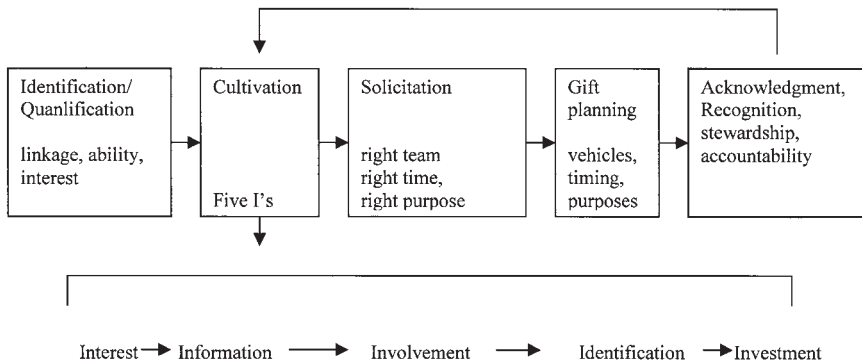 Identification/
Quanlification
linkage, ability,
interest
Cultivation
Five I's
Solicitation
right team
right time,
right purpose
Gift
planning
vehicles,
timing,
purposes
Acknowledgment,
Recognition,
stewardship,
accountability
Interest Information Involvement Identification Investment